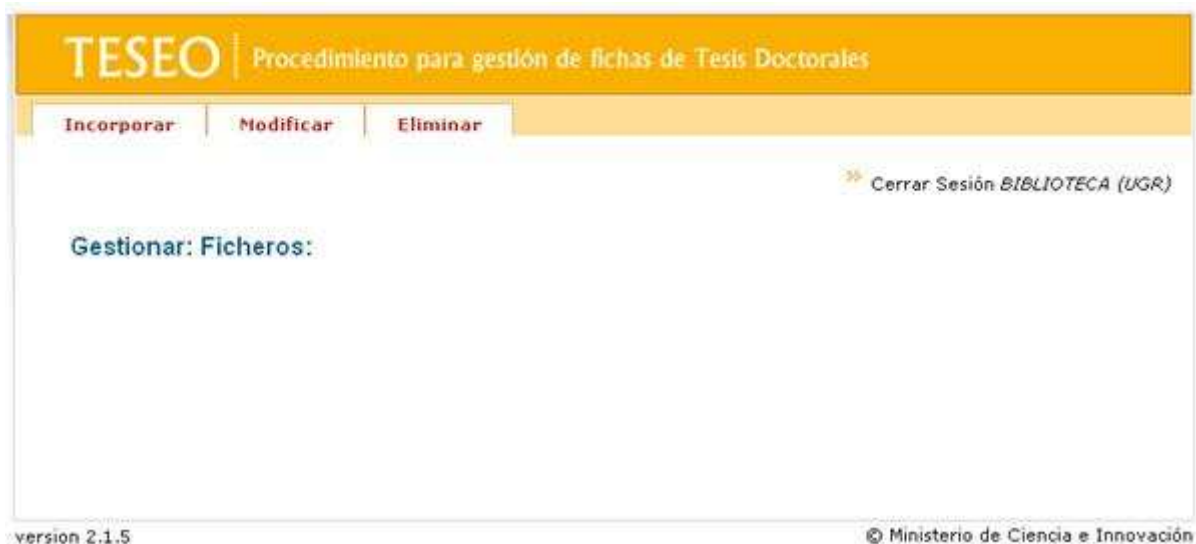 TESEO Procedimiento para gestión de fichas de Tesis Doctorales
Incorporar Modificar Eliminar
» Cerrar Sesión BIBLIOTECA (UGR)
Gestionar: Ficheros:
version 2.1.5 © Ministerio de Ciencia e Innovación